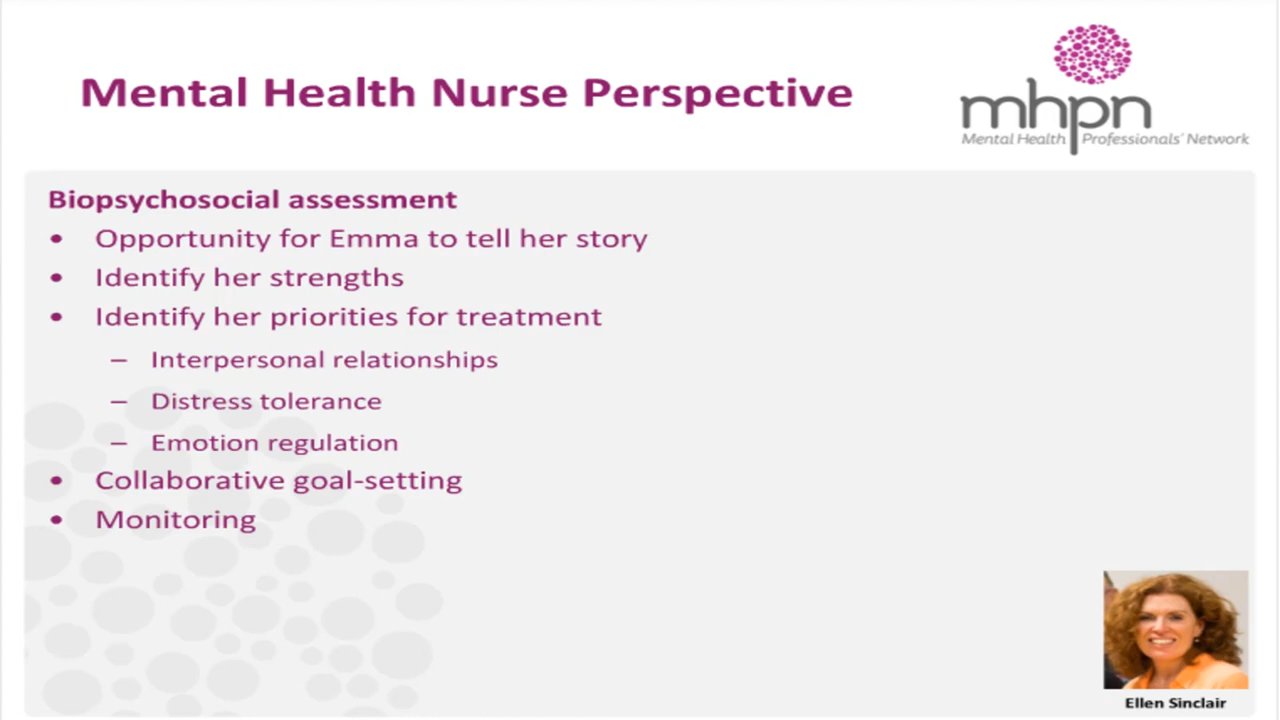 Mental Health Nurse Perspective
mhpn
Mental Health Professionals' Network
Biopsychosocial assessment
• Opportunity for Emma to tell her story
• Identify her strengths
• Identify her priorities for treatment
– Interpersonal relationships
– Distress tolerance
– Emotion regulation
• Collaborative goal-setting
• Monitoring
Ellen Sinclair